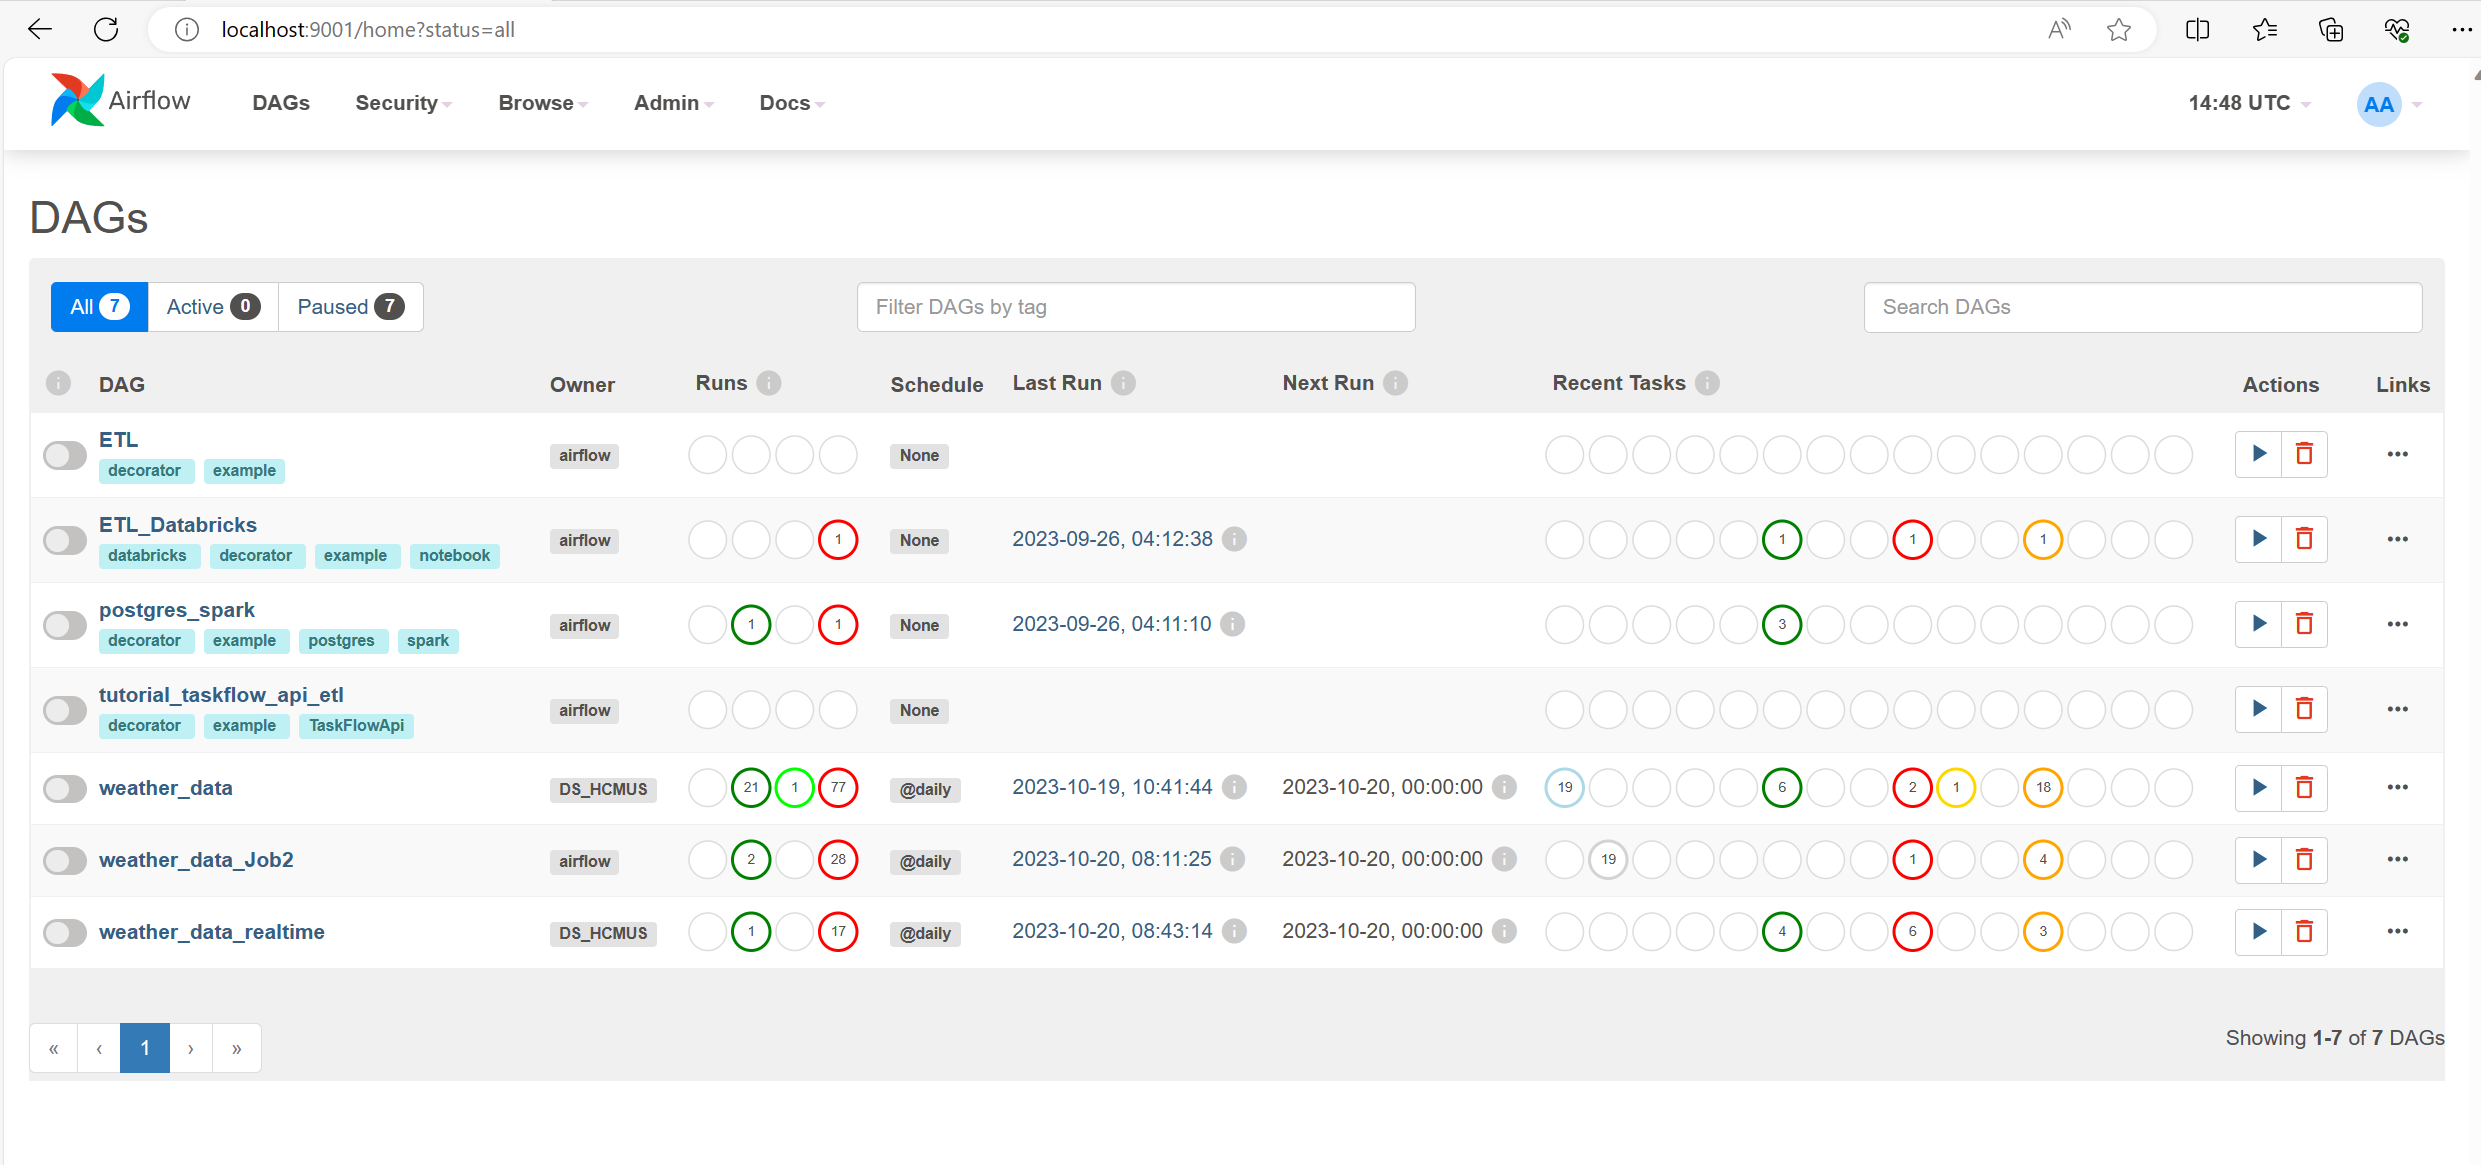 localhost:9001/home?status=all
Airflow DAGs Security Browse Admin Docs 14:48 UTC AA
DAGs
All 7 Active 0 Paused 7 Filter DAGs by tag Search DAGs
DAG Owner Runs Schedule Last Run Next Run Recent Tasks Actions Links
ETL
decorator example airflow None
ETL_Databricks
databricks decorator example notebook airflow 1 None 2023-09-26, 04:12:38 1 1 1
postgres_spark
decorator example postgres spark airflow 1 1 None 2023-09-26, 04:11:10 3
tutorial_taskflow_api_etl
decorator example TaskFlowApi airflow None
weather_data DS_HCMUS 21 1 77 @daily 2023-10-19, 10:41:44 2023-10-20, 00:00:00 19 6 2 1 18
weather_data_Job2 airflow 2 28 @daily 2023-10-20, 08:11:25 2023-10-20, 00:00:00 19 1 4
weather_data_realtime DS_HCMUS 1 17 @daily 2023-10-20, 08:43:14 2023-10-20, 00:00:00 4 6 3
« ‹ 1 › » Showing 1-7 of 7 DAGs